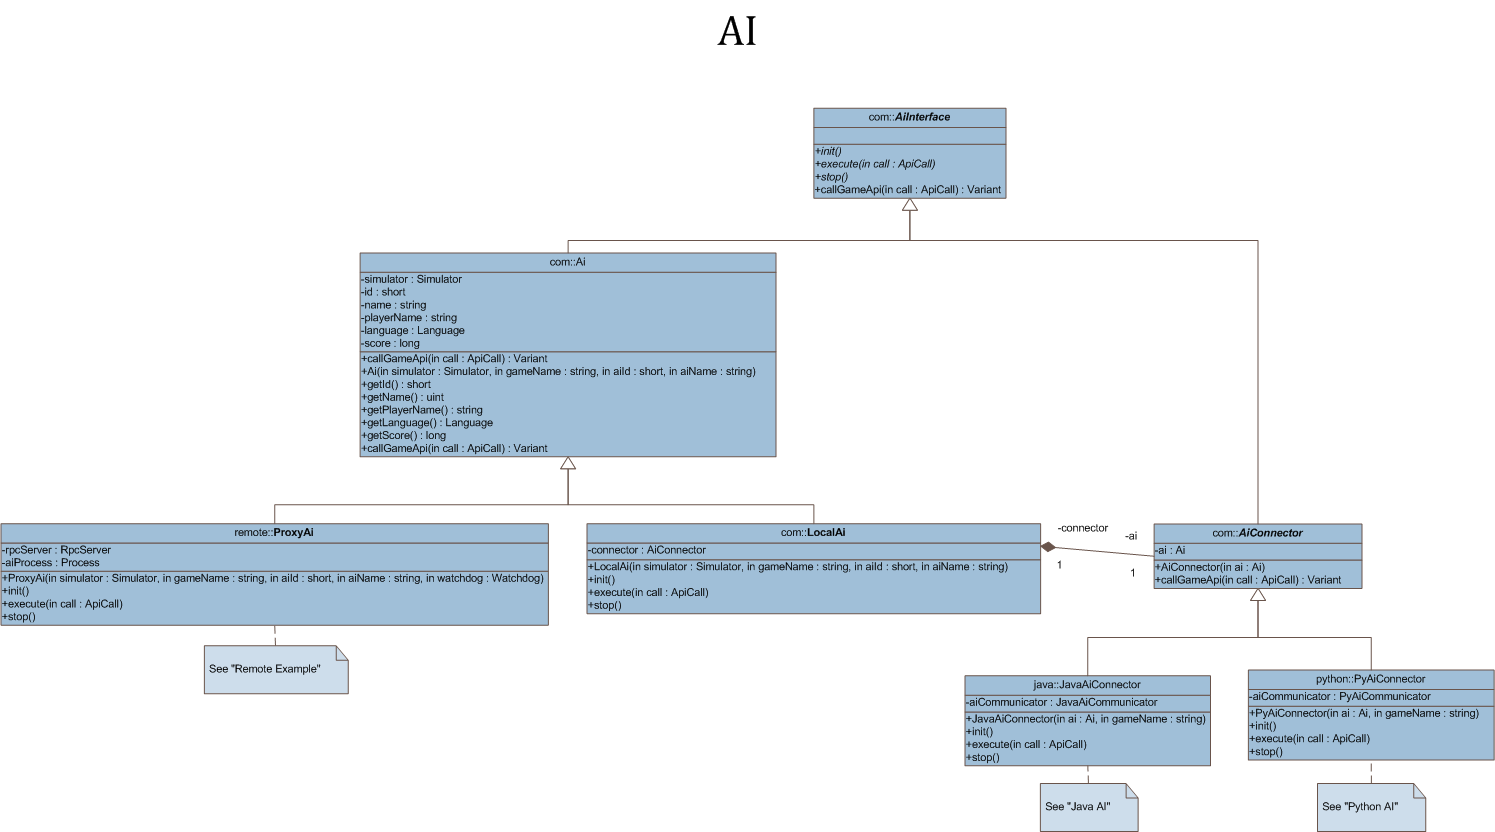 AI
com::AiInterface
+init()
+execute(in call : ApiCall)
+stop()
+callGameApi(in call : ApiCall) : Variant
com::Ai
-simulator : Simulator
-id : short
-name : string
-playerName : string
-language : Language
-score : long
+callGameApi(in call : ApiCall) : Variant
+Ai(in simulator : Simulator, in gameName : string, in aiId : short, in aiName : string)
+getId() : short
+getName() : uint
+getPlayerName() : string
+getLanguage() : Language
+getScore() : long
+callGameApi(in call : ApiCall) : Variant
remote::ProxyAi
-rpcServer : RpcServer
-aiProcess : Process
+ProxyAi(in simulator : Simulator, in gameName : string, in aiId : short, in aiName : string, in watchdog : Watchdog)
+init()
+execute(in call : ApiCall)
+stop()
See "Remote Example"
com::LocalAi
-connector : AiConnector
+LocalAi(in simulator : Simulator, in gameName : string, in aiId : short, in aiName : string)
+init()
+execute(in call : ApiCall)
+stop()
-connector
-ai
1
1
com::AiConnector
-ai : Ai
+AiConnector(in ai : Ai)
+callGameApi(in call : ApiCall) : Variant
java::JavaAiConnector
-aiCommunicator : JavaAiCommunicator
+JavaAiConnector(in ai : Ai, in gameName : string)
+init()
+execute(in call : ApiCall)
+stop()
See "Java AI"
python::PyAiConnector
-aiCommunicator : PyAiCommunicator
+PyAiConnector(in ai : Ai, in gameName : string)
+init()
+execute(in call : ApiCall)
+stop()
See "Python AI"